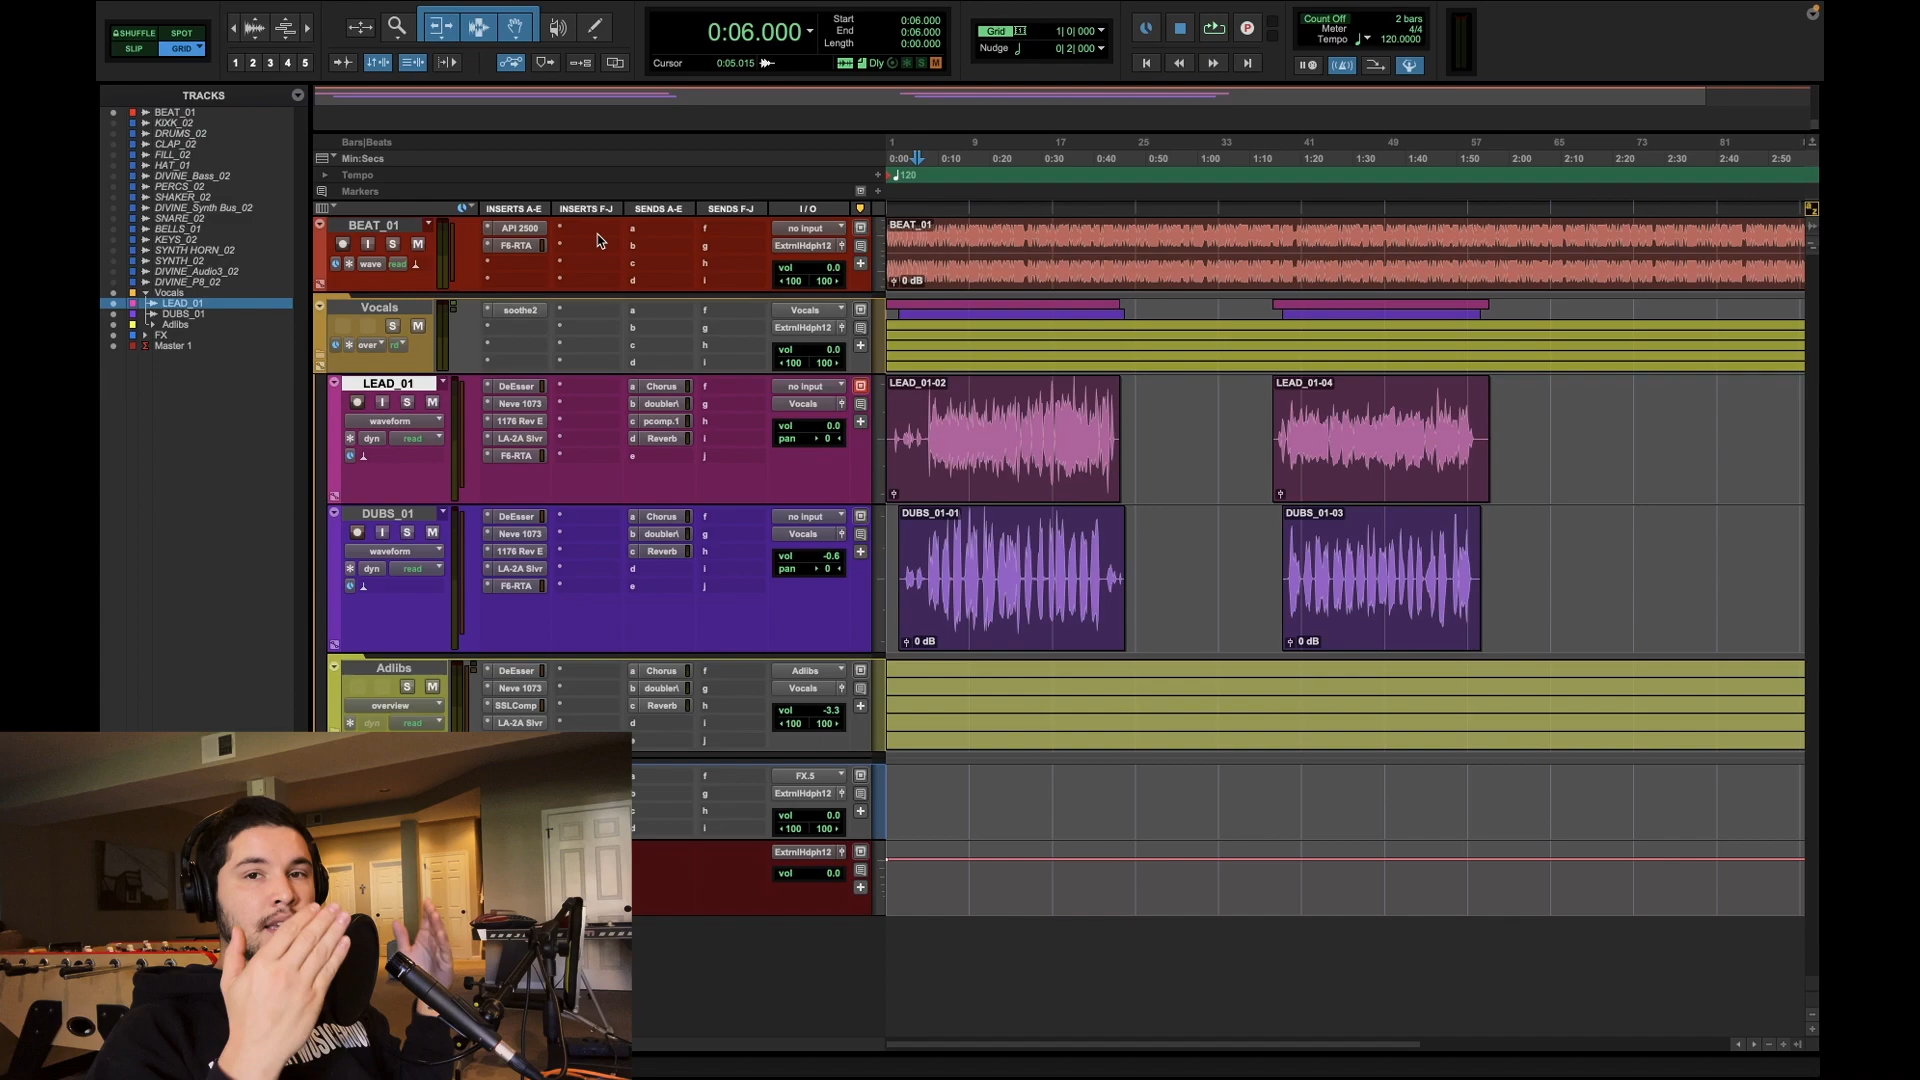 SHUFFLE SPOT
SLIP GRID
1 2 3 4 5
0:06.000
Start 0:06.000
End 0:06.000
Length 0:00.000
Cursor 0:05.015
Dly S M
Grid 1| 0| 000
Nudge 0| 2| 000
Count Off 2 bars
Meter 4/4
Tempo 120.0000
TRACKS
BEAT_01
KIXK_02
DRUMS_02
CLAP_02
FILL_02
HAT_01
DIVINE_Bass_02
PERCS_02
SHAKER_02
DIVINE_Synth Bus_02
SNARE_02
BELLS_01
KEYS_02
SYNTH HORN_02
SYNTH_02
DIVINE_Audio3_02
DIVINE_P8_02
Vocals
LEAD_01
DUBS_01
Adlibs
FX
Master 1
Bars|Beats
1 9 17 25 33 41 49 57 65 73 81
Min:Secs
0:00 0:10 0:20 0:30 0:40 0:50 1:00 1:10 1:20 1:30 1:40 1:50 2:00 2:10 2:20 2:30 2:40 2:50
Tempo
120
Markers
INSERTS A-E INSERTS F-J SENDS A-E SENDS F-J I / O
BEAT_01
I S M
wave read
API 2500
F6-RTA
a f
b g
c h
d i
no input
ExtrnlHdph12
vol 0.0
100 100
BEAT_01
0 dB
Vocals
S M
over rd
soothe2
a f
b g
c h
d i
Vocals
ExtrnlHdph12
vol 0.0
100 100
LEAD_01
I S M
waveform
dyn read
DeEsser
Neve 1073
1176 Rev E
LA-2A Slvr
F6-RTA
a Chorus f
b doubler\ g
c pcomp.1 h
d Reverb i
e j
no input
Vocals
vol 0.0
pan 0
LEAD_01-02
LEAD_01-04
DUBS_01
I S M
waveform
dyn read
DeEsser
Neve 1073
1176 Rev E
LA-2A Slvr
F6-RTA
a Chorus f
b doubler\ g
c Reverb h
d i
e j
no input
Vocals
vol -0.6
pan 0
DUBS_01-01
0 dB
DUBS_01-03
0 dB
Adlibs
S M
overview
dyn read
DeEsser
Neve 1073
SSLComp
LA-2A Slvr
a Chorus f
b doubler\ g
c Reverb h
d i
j
Adlibs
Vocals
vol -3.3
100 100
a f
b g
c h
d i
FX.5
ExtrnlHdph12
vol 0.0
100 100
ExtrnlHdph12
vol 0.0
MUSIC GROUP